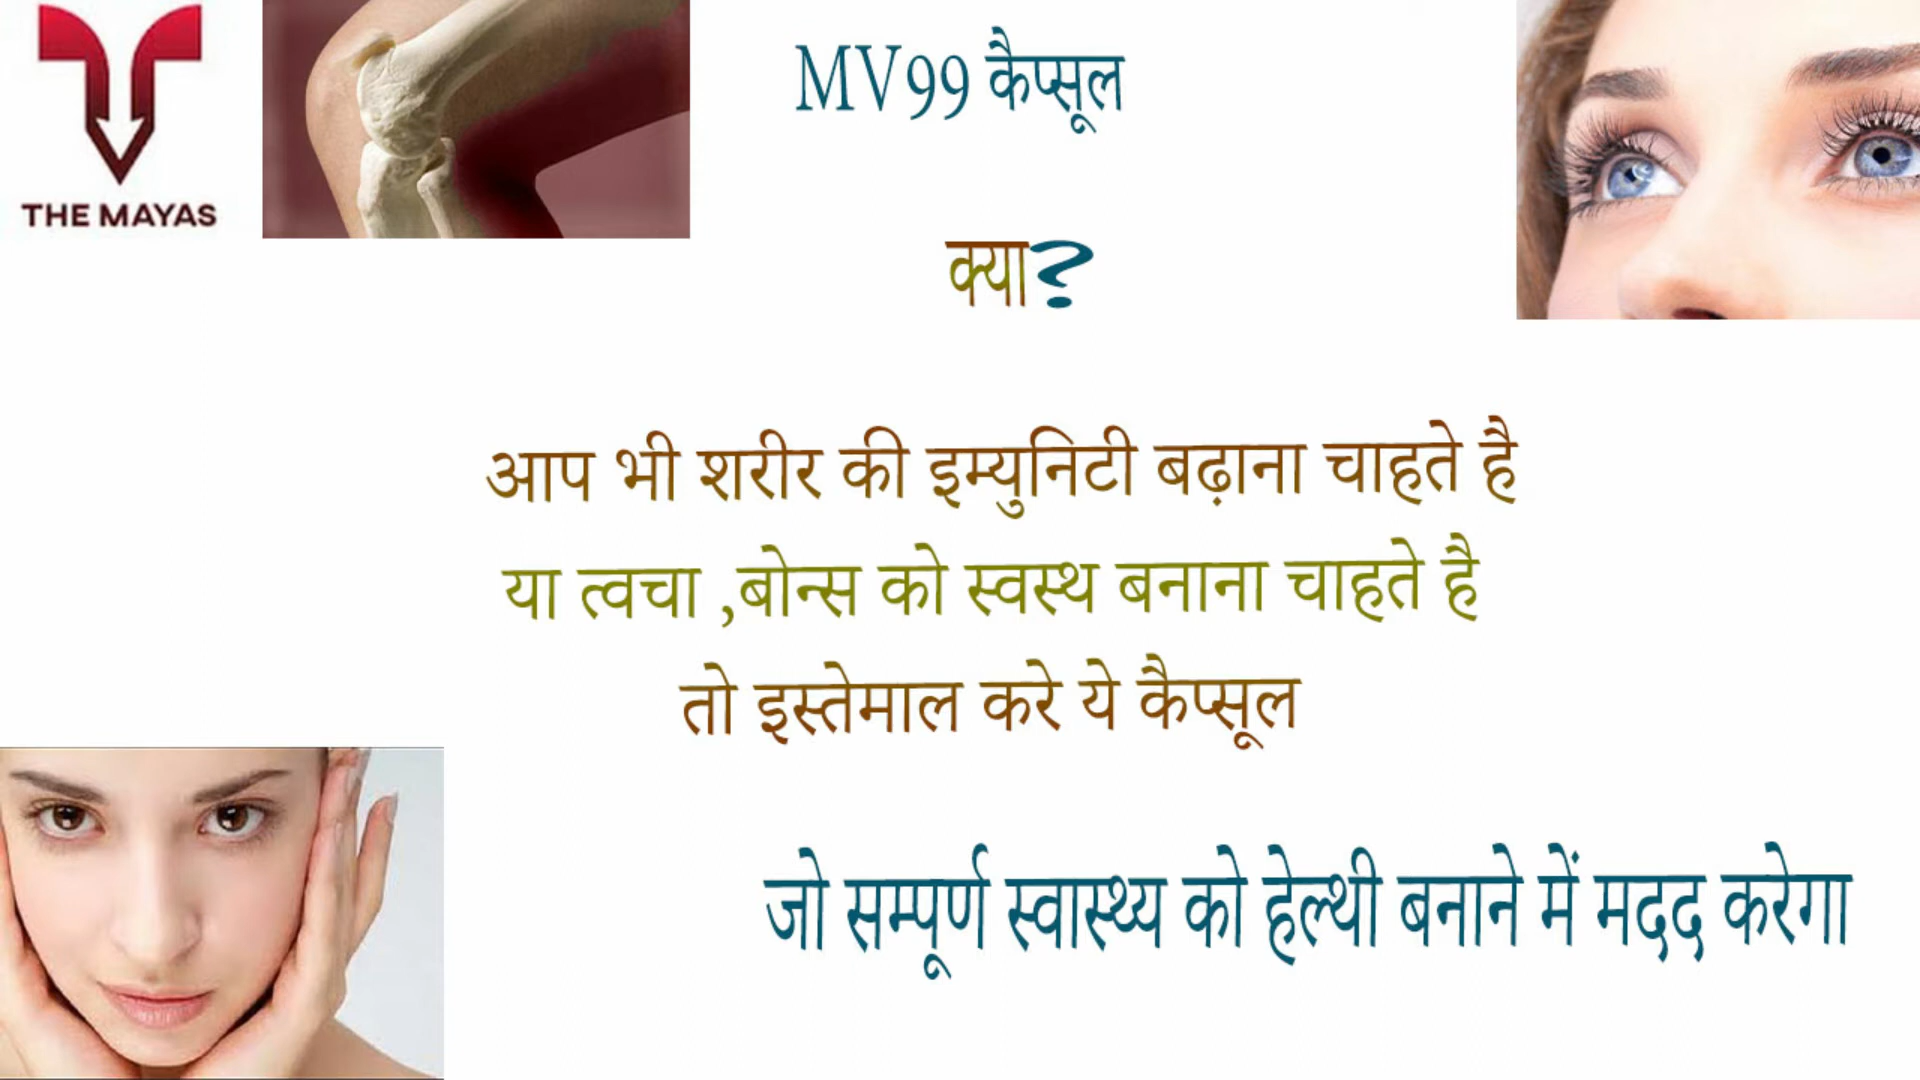 THE MAYAS
MV99 कैप्सूल
क्या?
आप भी शरीर की इम्युनिटी बढ़ाना चाहते है
या त्वचा ,बोन्स को स्वस्थ बनाना चाहते है
तो इस्तेमाल करे ये कैप्सूल
जो सम्पूर्ण स्वास्थ्य को हेल्थी बनाने में मदद करेगा